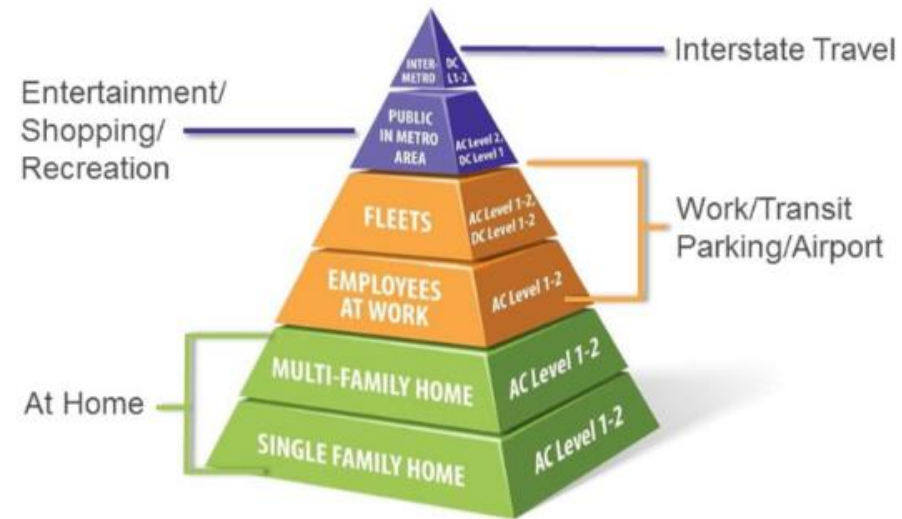 INTER-
METRO
DC
L1-2
Interstate Travel
Entertainment/
Shopping/
Recreation
PUBLIC
IN METRO
AREA
AC Level 2,
DC Level 1
FLEETS
AC Level 1-2,
DC Level 1-2
Work/Transit
Parking/Airport
EMPLOYEES
AT WORK
AC Level 1-2
MULTI-FAMILY HOME
AC Level 1-2
At Home
SINGLE FAMILY HOME
AC Level 1-2